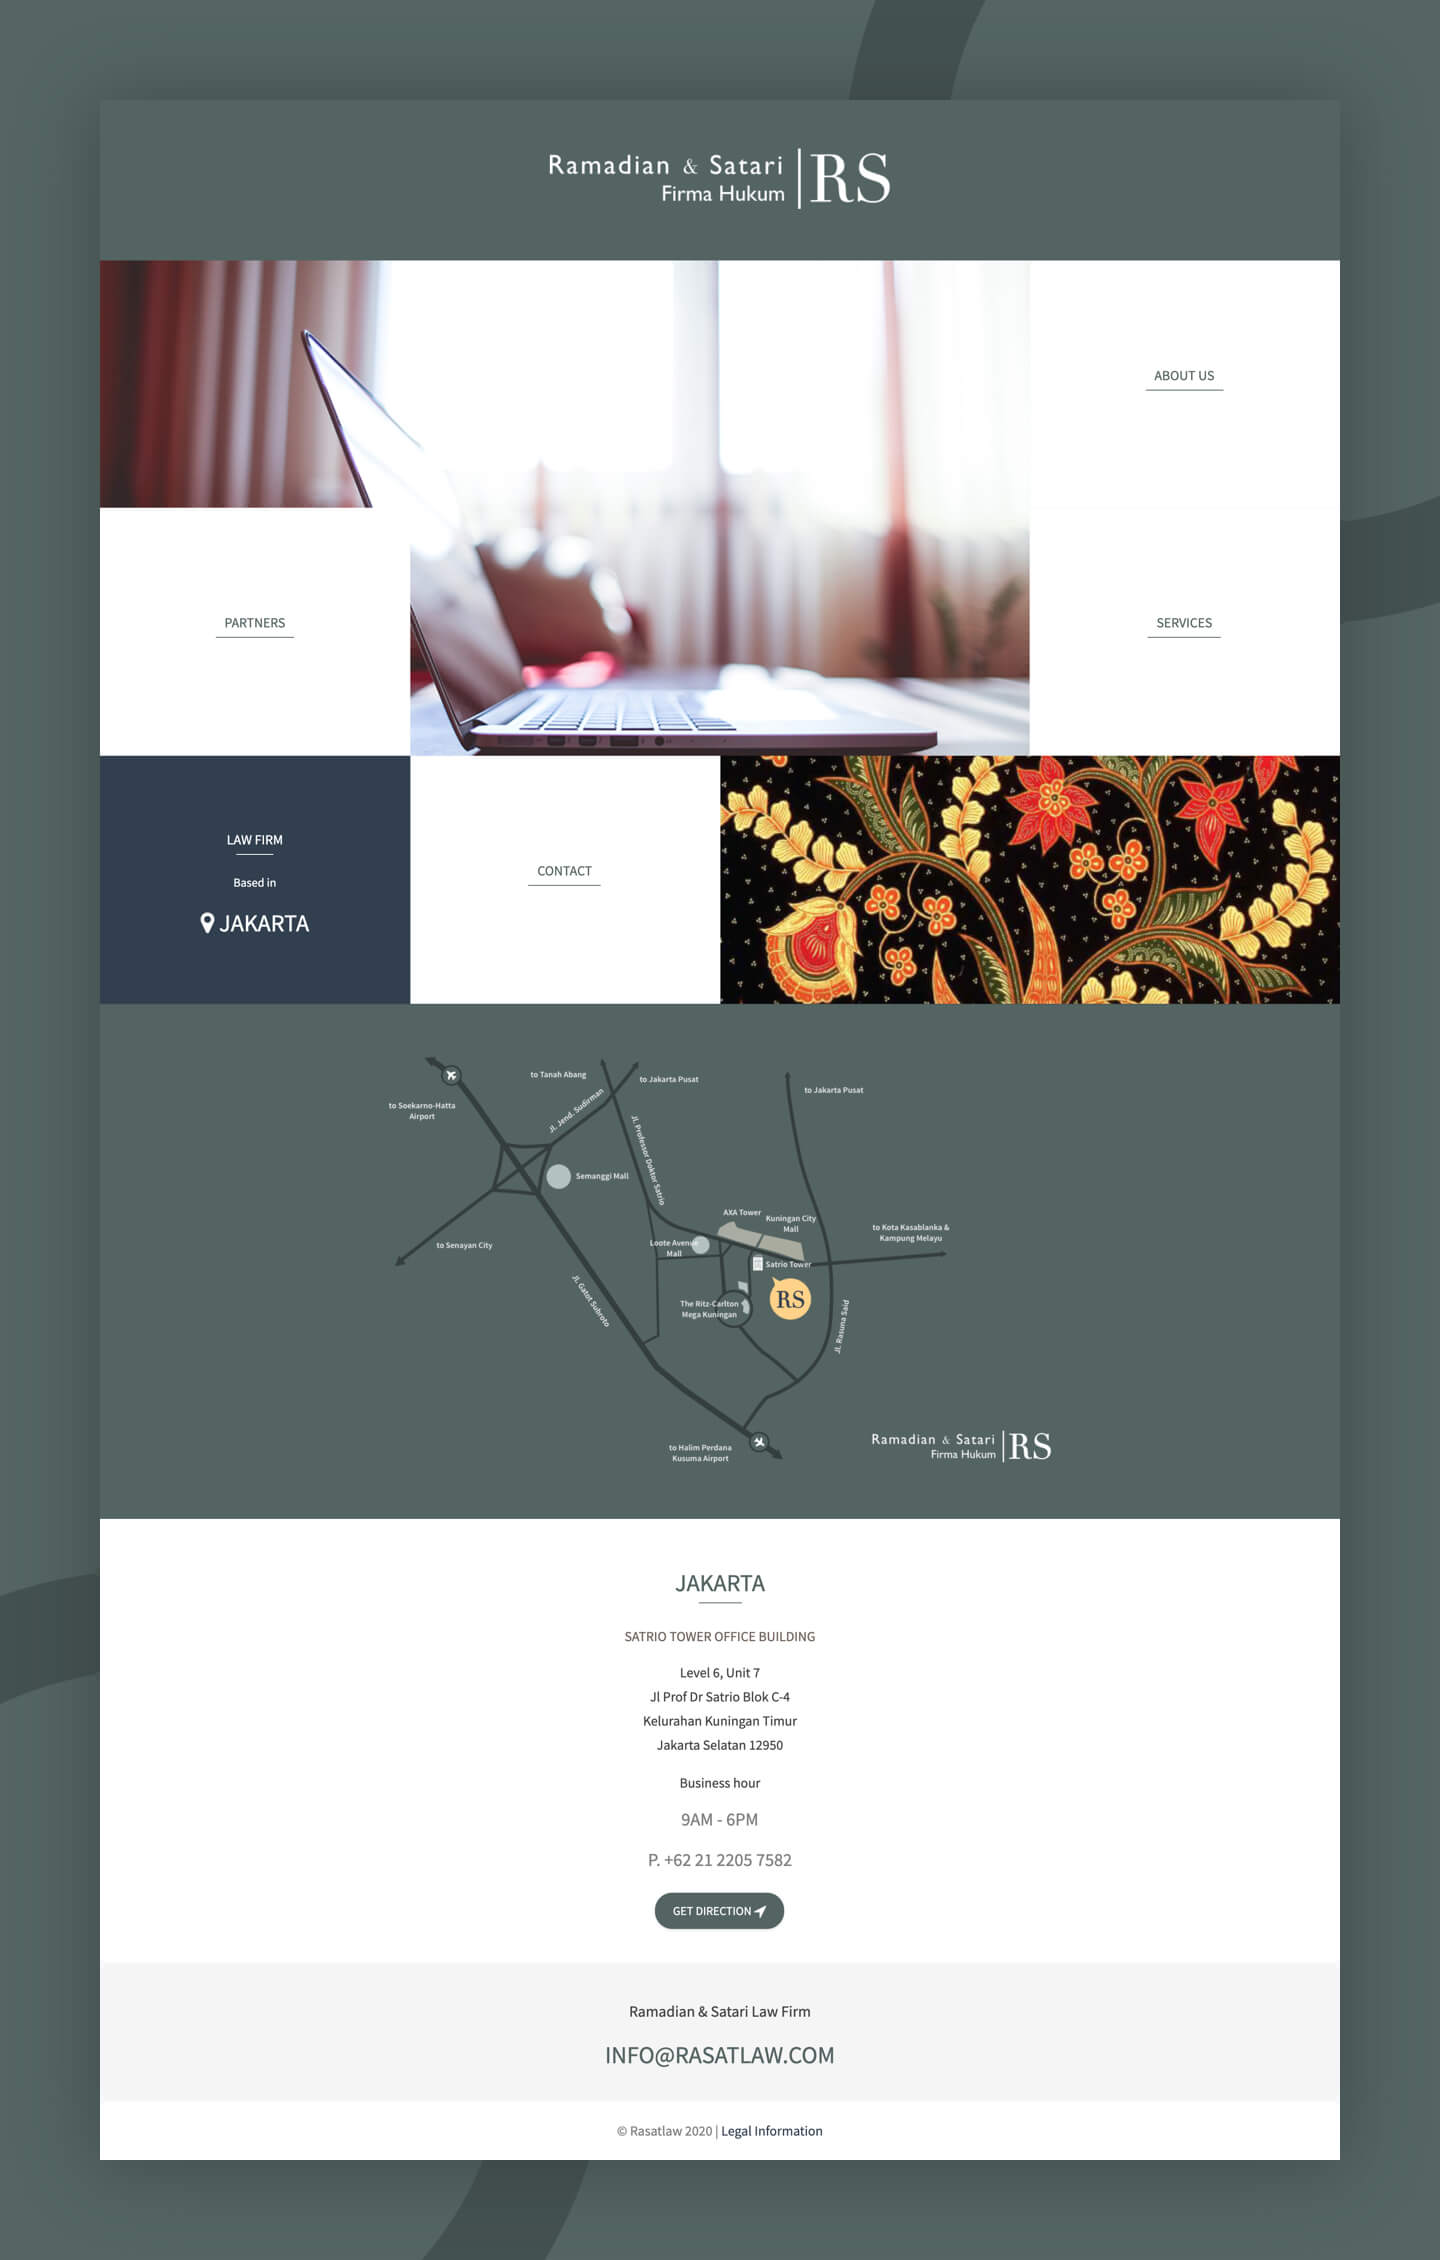 Ramadian & Satari
Firma Hukum
RS
ABOUT US
PARTNERS
SERVICES
LAW FIRM
Based in
JAKARTA
CONTACT
to Tanah Abang
to Jakarta Pusat
to Jakarta Pusat
to Soekarno-Hatta
Airport
Jl. Jend. Sudirman
Jl. Professor Doktor Satrio
Semanggi Mall
AXA Tower
Kuningan City
Mall
to Kota Kasablanka &
Kampung Melayu
to Senayan City
Loote Avenue
Mall
Satrio Tower
RS
The Ritz-Carlton
Mega Kuningan
Jl. Gatot Subroto
Jl. Rasuna Said
to Halim Perdana
Kusuma Airport
Ramadian & Satari
Firma Hukum
RS
JAKARTA
SATRIO TOWER OFFICE BUILDING
Level 6, Unit 7
Jl Prof Dr Satrio Blok C-4
Kelurahan Kuningan Timur
Jakarta Selatan 12950
Business hour
9AM - 6PM
P. +62 21 2205 7582
GET DIRECTION
Ramadian & Satari Law Firm
INFO@RASATLAW.COM
© Rasatlaw 2020 | Legal Information